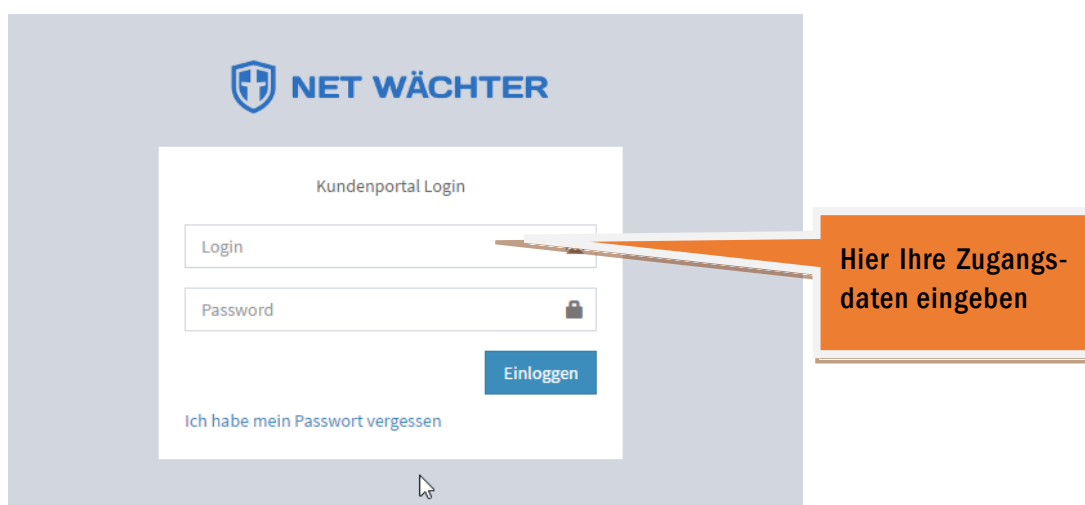 NET WÄCHTER
Kundenportal Login
Login
Password
Einloggen
Ich habe mein Passwort vergessen
Hier Ihre Zugangs-
daten eingeben